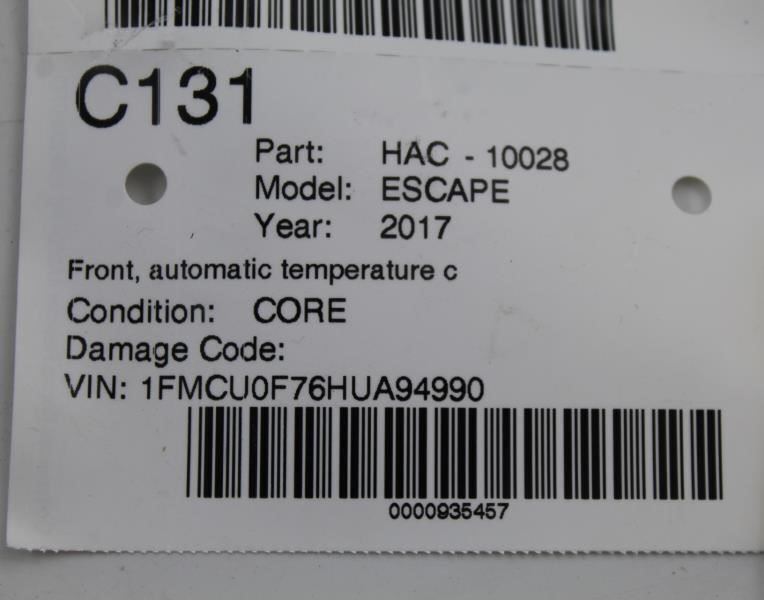 C131
Part: HAC - 10028
Model: ESCAPE
Year: 2017
Front, automatic temperature c
Condition: CORE
Damage Code:
VIN: 1FMCU0F76HUA94990
0000935457